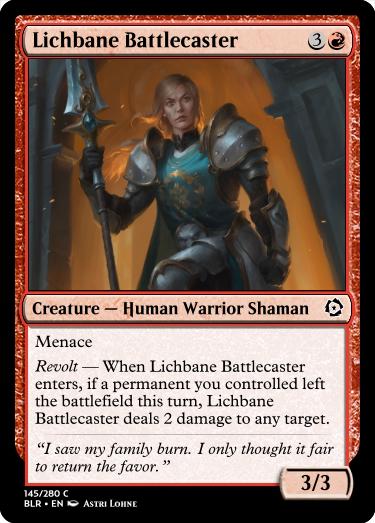 Lichbane Battlecaster 3
Creature — Human Warrior Shaman
Menace
Revolt — When Lichbane Battlecaster
enters, if a permanent you controlled left
the battlefield this turn, Lichbane
Battlecaster deals 2 damage to any target.
“I saw my family burn. I only thought it fair
to return the favor.”
3/3
145/280 C
BLR • EN Astri Lohne